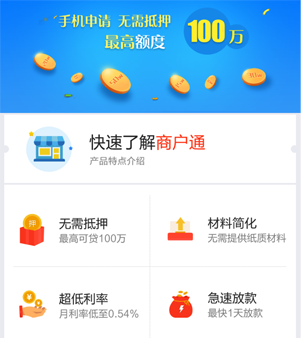 手机申请 无需抵押
最高额度 100万
快速了解商户通
产品特点介绍
押
无需抵押
最高可贷100万
材料简化
无需提供纸质材料
¥
超低利率
月利率低至0.54%
急速放款
最快1天放款